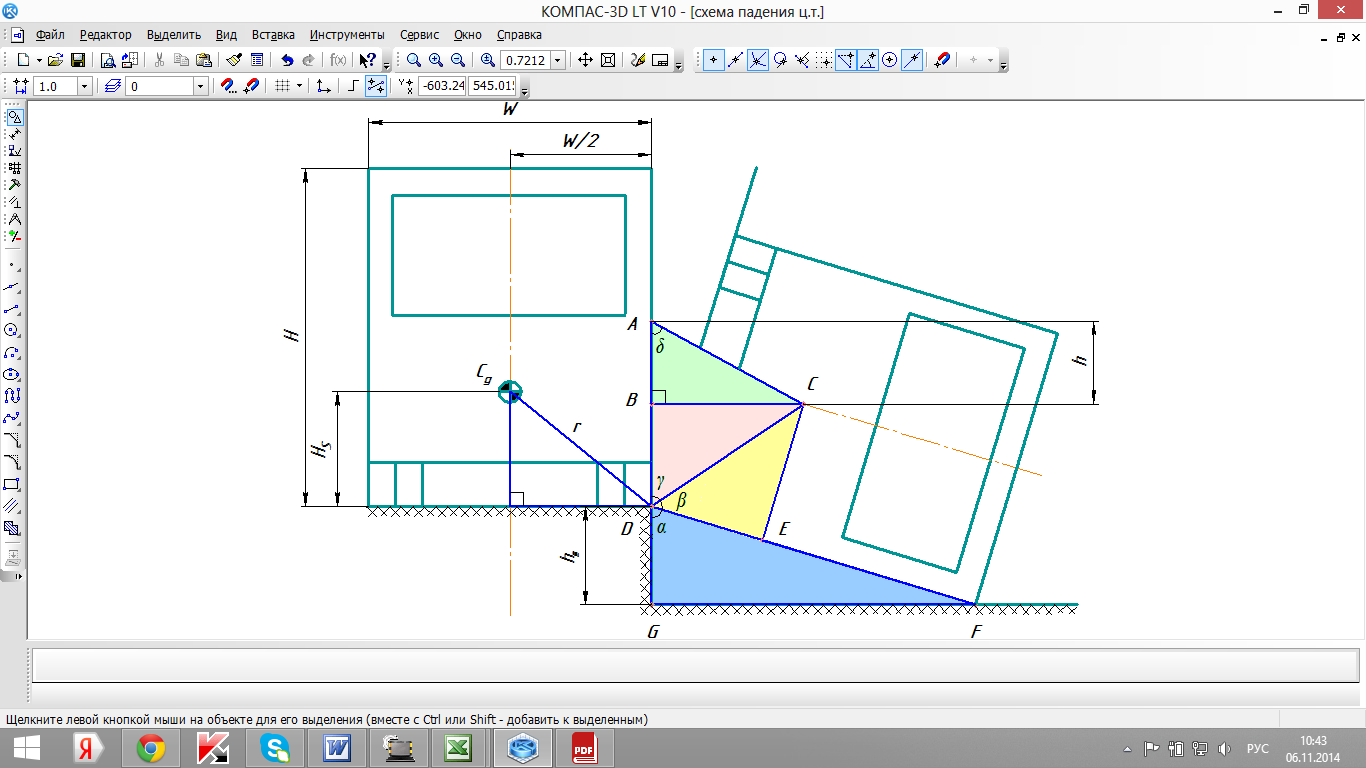 КОМПАС-3D LT V10 - [схема падения ц.т.]
Файл Редактор Выделить Вид Вставка Инструменты Сервис Окно Справка
0.7212
1.0 0 -603.24 545.01
W
W/2
H
A
δ
h
Cg
C
B
r
HS
γ
β
D
α
E
G
F
Щелкните левой кнопкой мыши на объекте для его выделения (вместе с Ctrl или Shift - добавить к выделенным)
РУС
10:43
06.11.2014